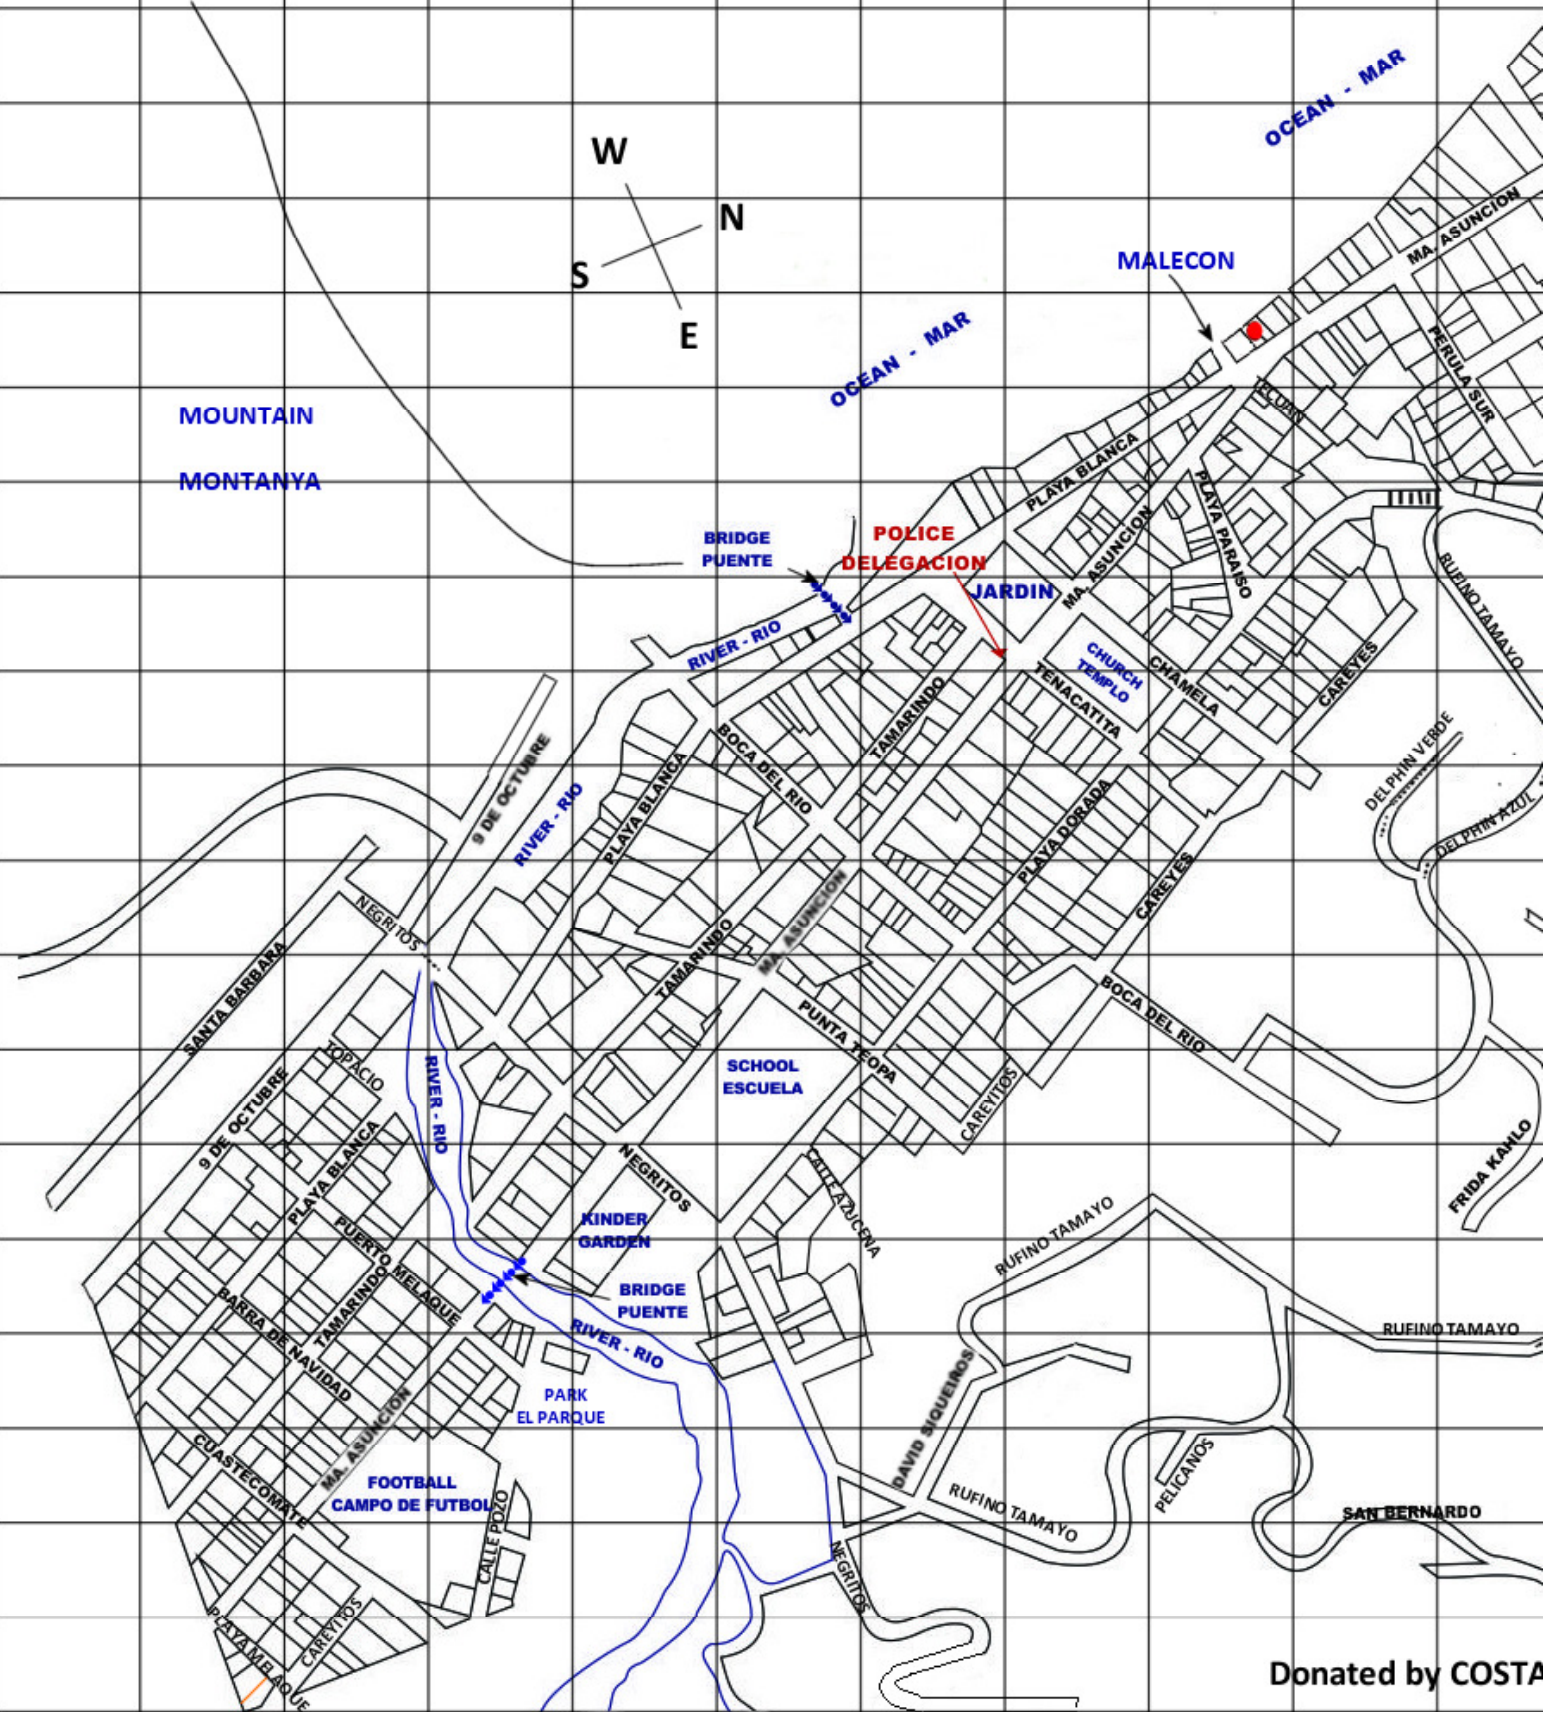 OCEAN - MAR
W
N
S
E
MA. ASUNCION
MALECON
OCEAN - MAR
PERULA SUR
TECUAN
MOUNTAIN
MONTANYA
PLAYA BLANCA
PLAYA PARAISO
MA. ASUNCION
BRIDGE
PUENTE
POLICE
DELEGACION
JARDIN
RUFINO TAMAYO
RIVER - RIO
CHURCH
TEMPLO
CHAMELA
CAREYES
TENACATITA
TAMARINDO
BOCA DEL RIO
9 DE OCTUBRE
RIVER - RIO
PLAYA BLANCA
PLAYA DORADA
DELPHIN VERDE
DELPHIN AZUL
CAREYES
NEGRITOS
MA. ASUNCION
TAMARINDO
SANTA BARBARA
BOCA DEL RIO
PUNTA TEOPA
TOPACIO
RIVER - RIO
SCHOOL
ESCUELA
CAREYITOS
9 DE OCTUBRE
PLAYA BLANCA
NEGRITOS
CALLE AZUCENA
FRIDA KAHLO
KINDER
GARDEN
RUFINO TAMAYO
PUERTO MELAQUE
BRIDGE
PUENTE
BARRA DE NAVIDAD
TAMARINDO
RIVER - RIO
RUFINO TAMAYO
PARK
EL PARQUE
DAVID SIQUEIROS
MA. ASUNCION
CUASTECOMATE
FOOTBALL
CAMPO DE FUTBOL
PELICANOS
RUFINO TAMAYO
SAN BERNARDO
CALLE POZO
NEGRITOS
CAREYITOS
PLAYA MELAQUE
Donated by COSTA